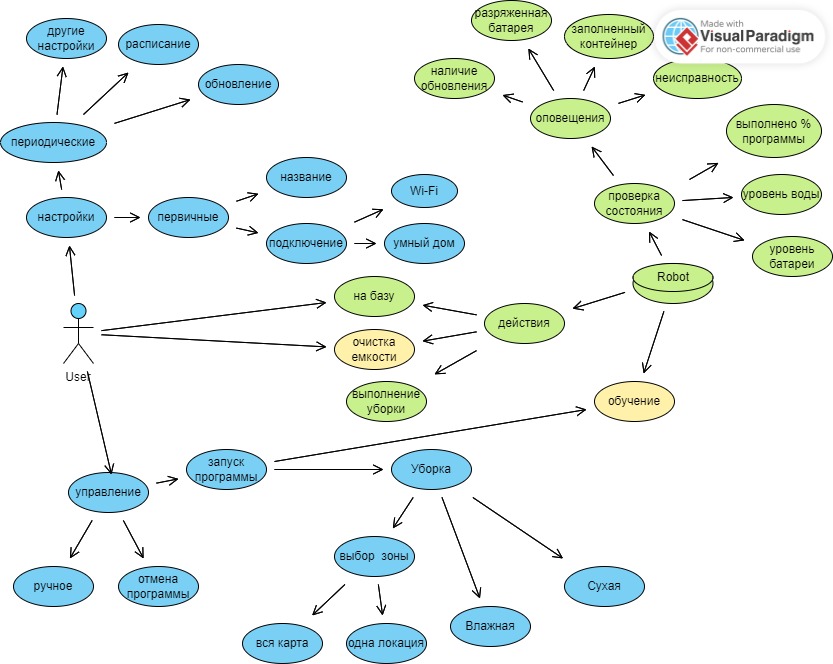 Made with
VisualParadigm
For non-commercial use
другие
настройки
расписание
обновление
периодические
разряженная
батарея
заполненный
контейнер
наличие
обновления
неисправность
оповещения
выполнено %
программы
название
Wi-Fi
настройки
первичные
подключение
умный дом
проверка
состояния
уровень воды
уровень
батареи
Robot
на базу
действия
очистка
емкости
User
выполнение
уборки
обучение
управление
запуск
программы
Уборка
ручное
отмена
программы
выбор зоны
Сухая
вся карта
одна локация
Влажная